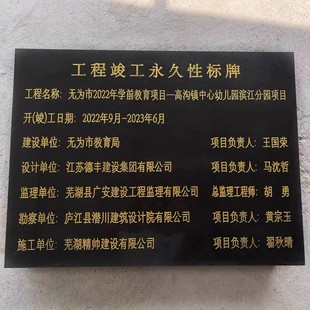 工程竣工永久性标牌
工程名称: 无为市2022年学前教育项目—高沟镇中心幼儿园滨江分园项目
开(竣)工日期: 2022年9月-2023年6月
建设单位: 无为市教育局 项目负责人: 王国荣
设计单位: 江苏德丰建设集团有限公司 项目负责人: 马沈哲
监理单位: 芜湖县广安建设工程监理有限公司 总监理工程师: 胡 勇
勘察单位: 庐江县潜川建筑设计院有限公司 项目负责人: 黄宗玉
施工单位: 芜湖精帅建设有限公司 项目负责人: 翟秋晴